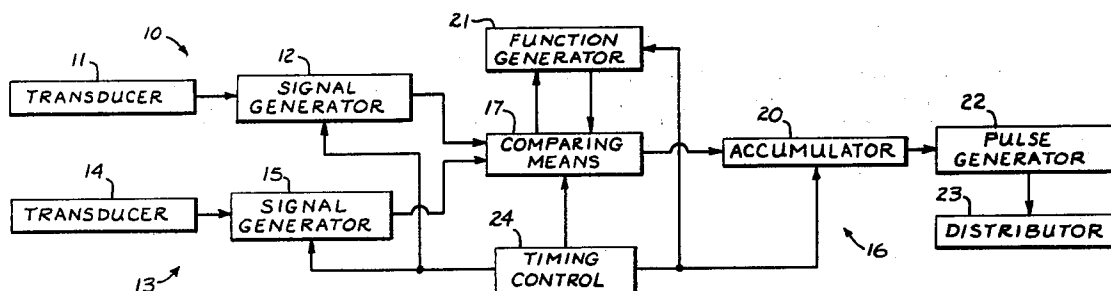 10
11
TRANSDUCER
12
SIGNAL
GENERATOR
21
FUNCTION
GENERATOR
17
COMPARING
MEANS
20
ACCUMULATOR
22
PULSE
GENERATOR
14
TRANSDUCER
15
SIGNAL
GENERATOR
24
TIMING
CONTROL
23
DISTRIBUTOR
13
16